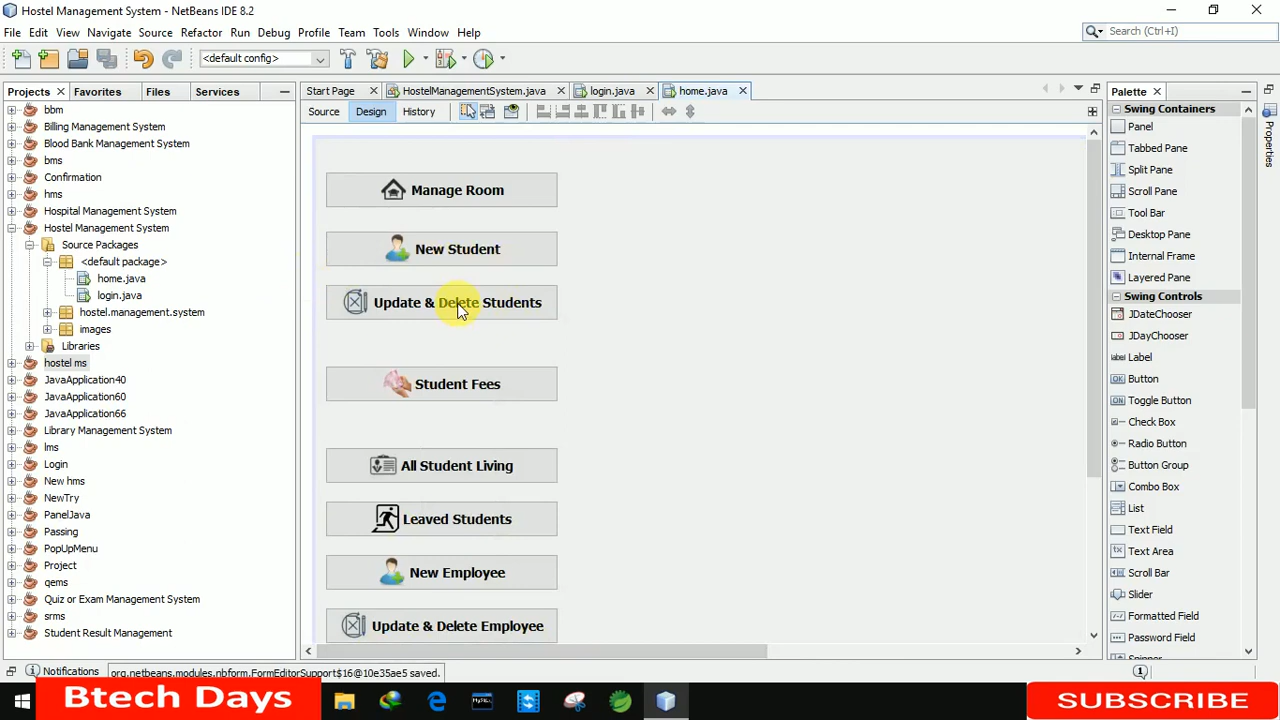 Hostel Management System - NetBeans IDE 8.2
File Edit View Navigate Source Refactor Run Debug Profile Team Tools Window Help
Search (Ctrl+I)
<default config>
Projects Favorites Files Services
Start Page HostelManagementSystem.java login.java home.java
Palette
Source Design History
Properties
bbm
Billing Management System
Blood Bank Management System
bms
Confirmation
hms
Hospital Management System
Hostel Management System
Source Packages
<default package>
home.java
login.java
hostel.management.system
images
Libraries
hostel ms
JavaApplication40
JavaApplication60
JavaApplication66
Library Management System
lms
Login
New hms
NewTry
PanelJava
Passing
PopUpMenu
Project
qems
Quiz or Exam Management System
srms
Student Result Management
Manage Room
New Student
Update & Delete Students
Student Fees
All Student Living
Leaved Students
New Employee
Update & Delete Employee
Swing Containers
Panel
Tabbed Pane
Split Pane
Scroll Pane
Tool Bar
Desktop Pane
Internal Frame
Layered Pane
Swing Controls
JDateChooser
JDayChooser
label Label
OK Button
ON Toggle Button
Check Box
Radio Button
Button Group
Combo Box
List
Text Field
Text Area
Scroll Bar
Slider
Formatted Field
Password Field
Spinner
Notifications
org.netbeans.modules.nbform.FormEditorSupport$16@10e35ae5 saved.
Btech Days
SUBSCRIBE